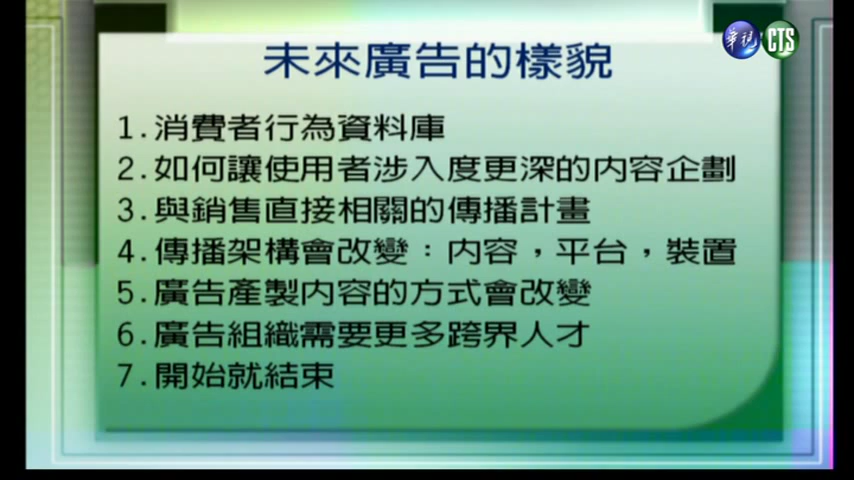 華視 CTS
未來廣告的樣貌
1.消費者行為資料庫
2.如何讓使用者涉入度更深的內容企劃
3.與銷售直接相關的傳播計畫
4.傳播架構會改變：內容，平台，裝置
5.廣告產製內容的方式會改變
6.廣告組織需要更多跨界人才
7.開始就結束